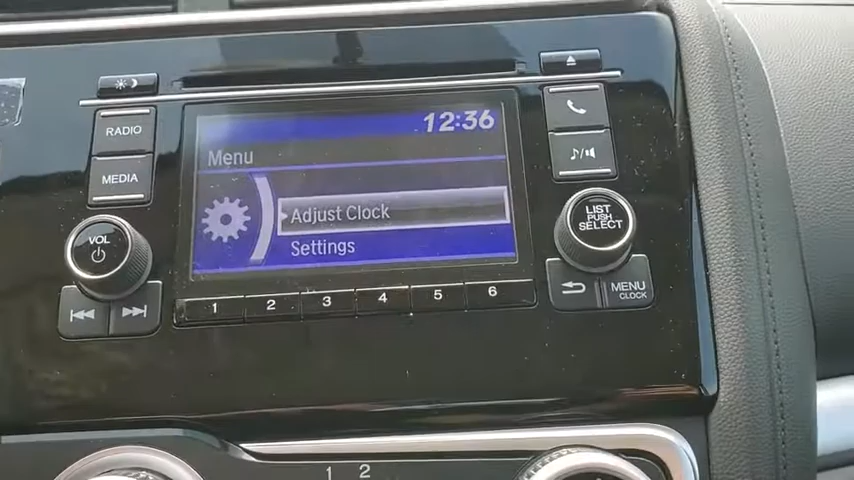 12:36
RADIO
Menu
MEDIA
Adjust Clock
Settings
VOL
LIST
PUSH
SELECT
1 2 3 4 5 6
MENU
CLOCK
1 2